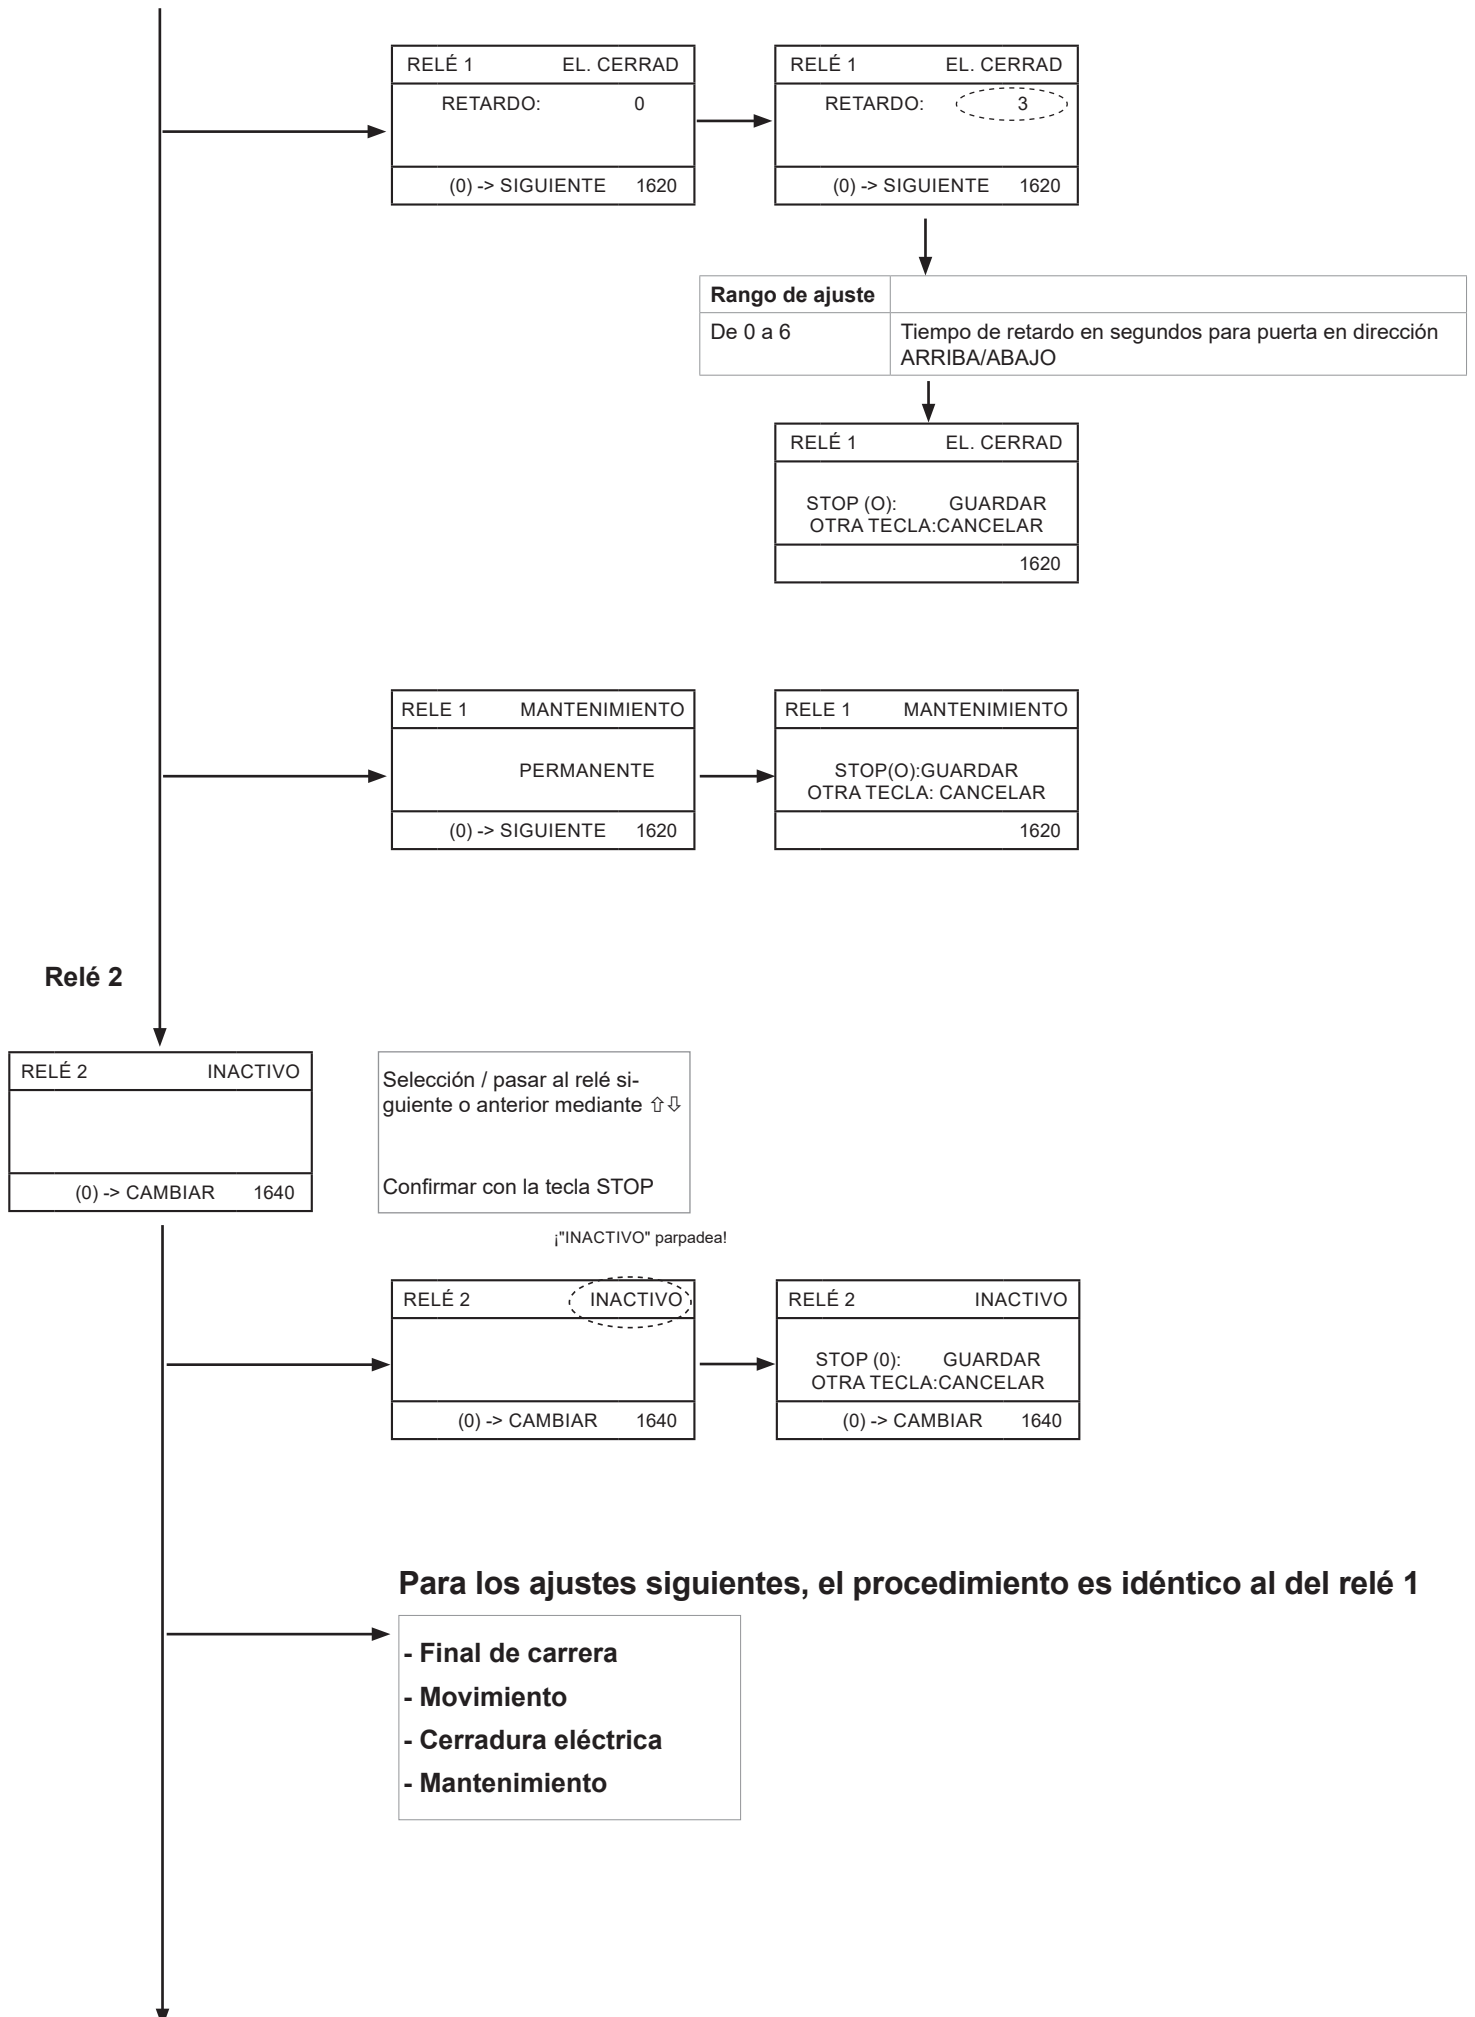 RELÉ 1 EL. CERRAD
RETARDO: 0
(0) -> SIGUIENTE 1620
RELÉ 1 EL. CERRAD
RETARDO: 3
(0) -> SIGUIENTE 1620
Rango de ajuste
De 0 a 6 Tiempo de retardo en segundos para puerta en dirección
ARRIBA/ABAJO
RELÉ 1 EL. CERRAD
STOP (O): GUARDAR
OTRA TECLA:CANCELAR
1620
RELE 1 MANTENIMIENTO
PERMANENTE
(0) -> SIGUIENTE 1620
RELE 1 MANTENIMIENTO
STOP(O):GUARDAR
OTRA TECLA: CANCELAR
1620
Relé 2
RELÉ 2 INACTIVO
(0) -> CAMBIAR 1640
Selección / pasar al relé si-
guiente o anterior mediante ⇧⇩
Confirmar con la tecla STOP
¡"INACTIVO" parpadea!
RELÉ 2 INACTIVO
(0) -> CAMBIAR 1640
RELÉ 2 INACTIVO
STOP (0): GUARDAR
OTRA TECLA:CANCELAR
(0) -> CAMBIAR 1640
Para los ajustes siguientes, el procedimiento es idéntico al del relé 1
- Final de carrera
- Movimiento
- Cerradura eléctrica
- Mantenimiento